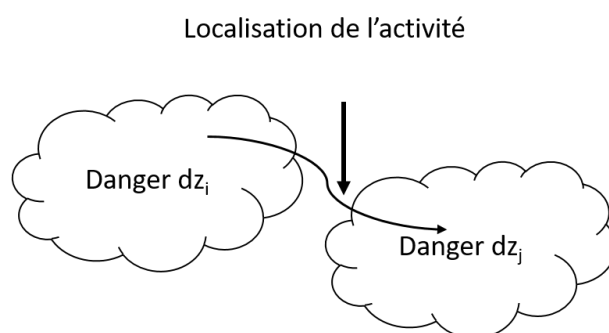 Localisation de l’activité
Danger dzi
Danger dzj